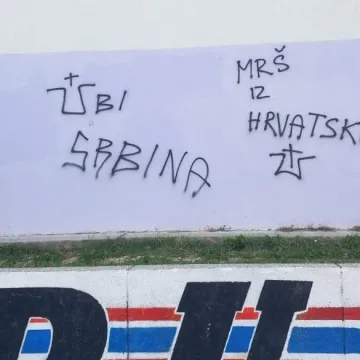 UBI
SRBINA
MRŠ
IZ
HRVATSK